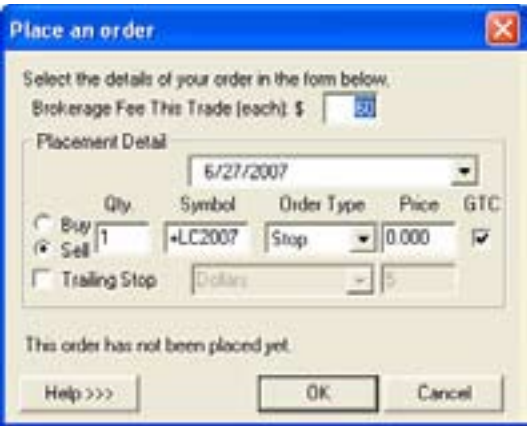 Place an order
Select the details of your order in the form below.
Brokerage Fee This Trade (each): $ 60
Placement Detail
6/27/2007
Qty. Symbol Order Type Price GTC
Buy
Sell 1 +LC2007 Stop 0.000
Trailing Stop Dollars 5
This order has not been placed yet.
Help >>> OK Cancel